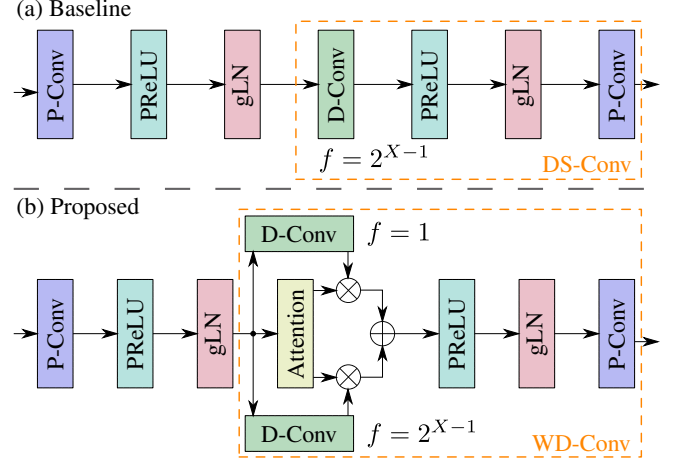 (a) Baseline
P-Conv
PReLU
gLN
D-Conv
PReLU
gLN
P-Conv
f = 2^{X−1}
DS-Conv
(b) Proposed
D-Conv
f = 1
P-Conv
PReLU
gLN
Attention
PReLU
gLN
P-Conv
D-Conv
f = 2^{X−1}
WD-Conv